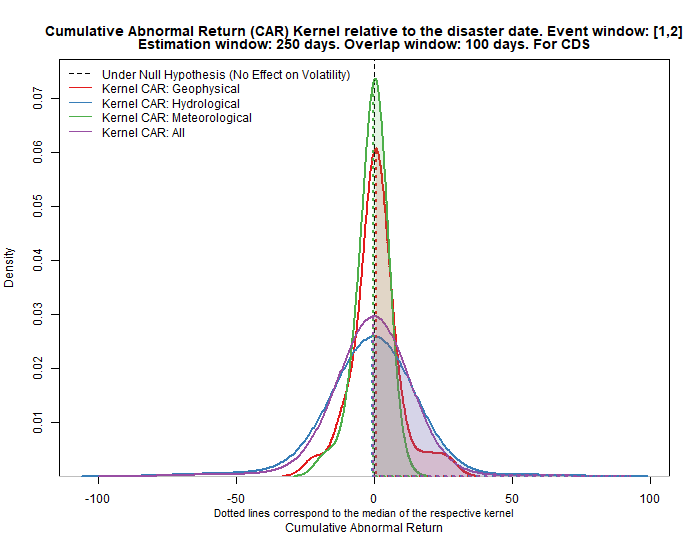 Cumulative Abnormal Return (CAR) Kernel relative to the disaster date. Event window: [1,2]
Estimation window: 250 days. Overlap window: 100 days. For CDS
Under Null Hypothesis (No Effect on Volatility)
Kernel CAR: Geophysical
Kernel CAR: Hydrological
Kernel CAR: Meteorological
Kernel CAR: All
0.07
0.06
0.05
0.04
0.03
0.02
0.01
Density
-100 -50 0 50 100
Dotted lines correspond to the median of the respective kernel
Cumulative Abnormal Return